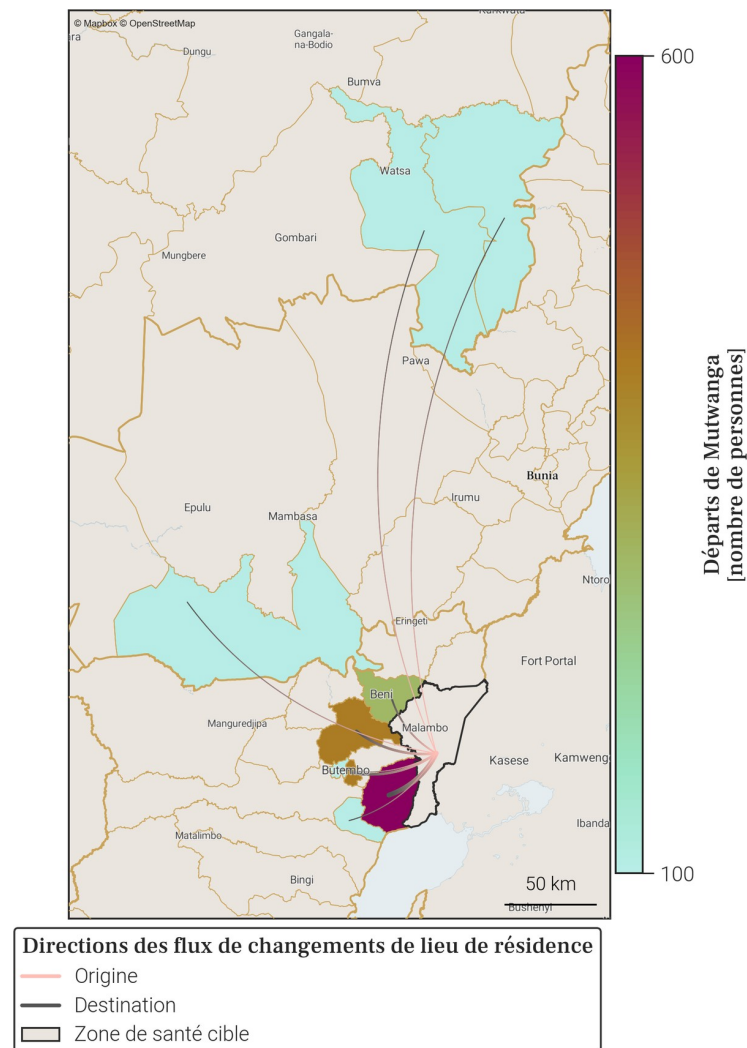 © Mapbox © OpenStreetMap
Dungu
Gangala-
na-Bodio
Bumva
Watsa
Gombari
Mungbere
Pawa
Bunia
Irumu
Epulu
Mambasa
Ntoro
Eringeti
Fort Portal
Beni
Manguredjipa
Malambo
Kasese
Kamweng
Butembo
Ibanda
Matalimbo
Bingi
50 km
Bushenyi
600
100
Départs de Mutwanga
[nombre de personnes]
Directions des flux de changements de lieu de résidence
Origine
Destination
Zone de santé cible